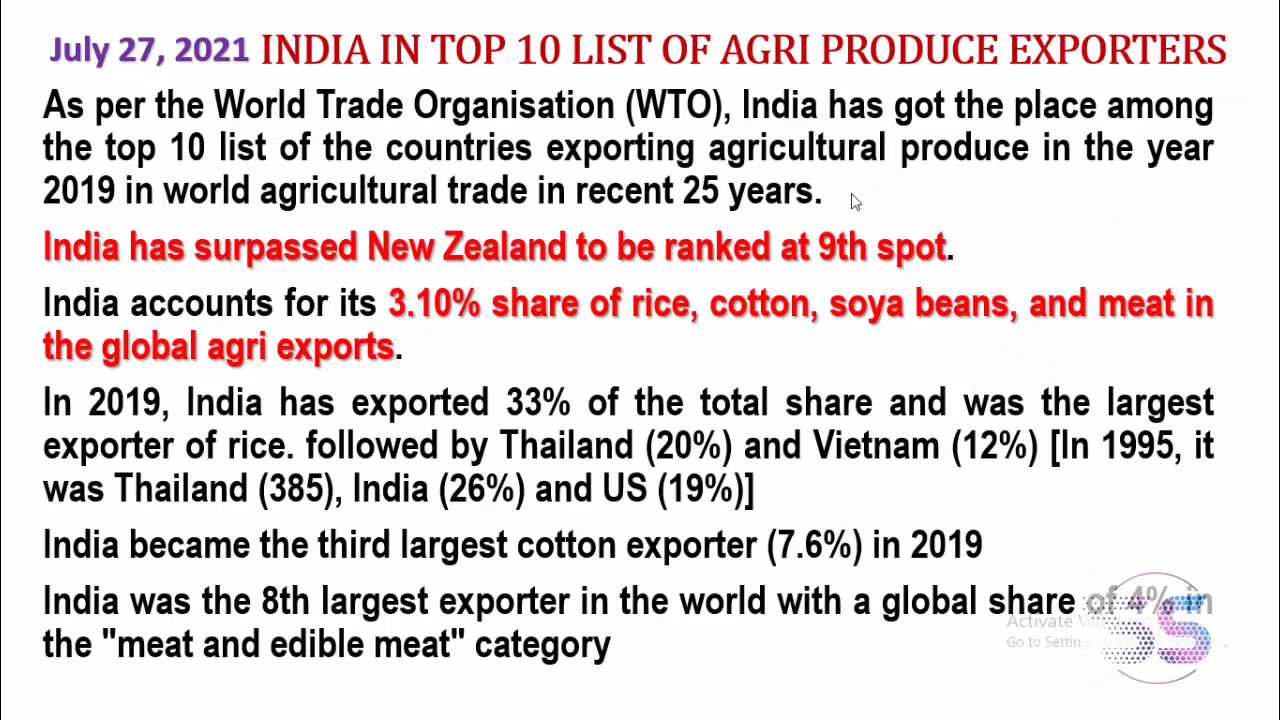 July 27, 2021 INDIA IN TOP 10 LIST OF AGRI PRODUCE EXPORTERS
As per the World Trade Organisation (WTO), India has got the place among
the top 10 list of the countries exporting agricultural produce in the year
2019 in world agricultural trade in recent 25 years.
India has surpassed New Zealand to be ranked at 9th spot.
India accounts for its 3.10% share of rice, cotton, soya beans, and meat in
the global agri exports.
In 2019, India has exported 33% of the total share and was the largest
exporter of rice. followed by Thailand (20%) and Vietnam (12%) [In 1995, it
was Thailand (385), India (26%) and US (19%)]
India became the third largest cotton exporter (7.6%) in 2019
India was the 8th largest exporter in the world with a global share of 4% in
the "meat and edible meat" category
Activate
Go to